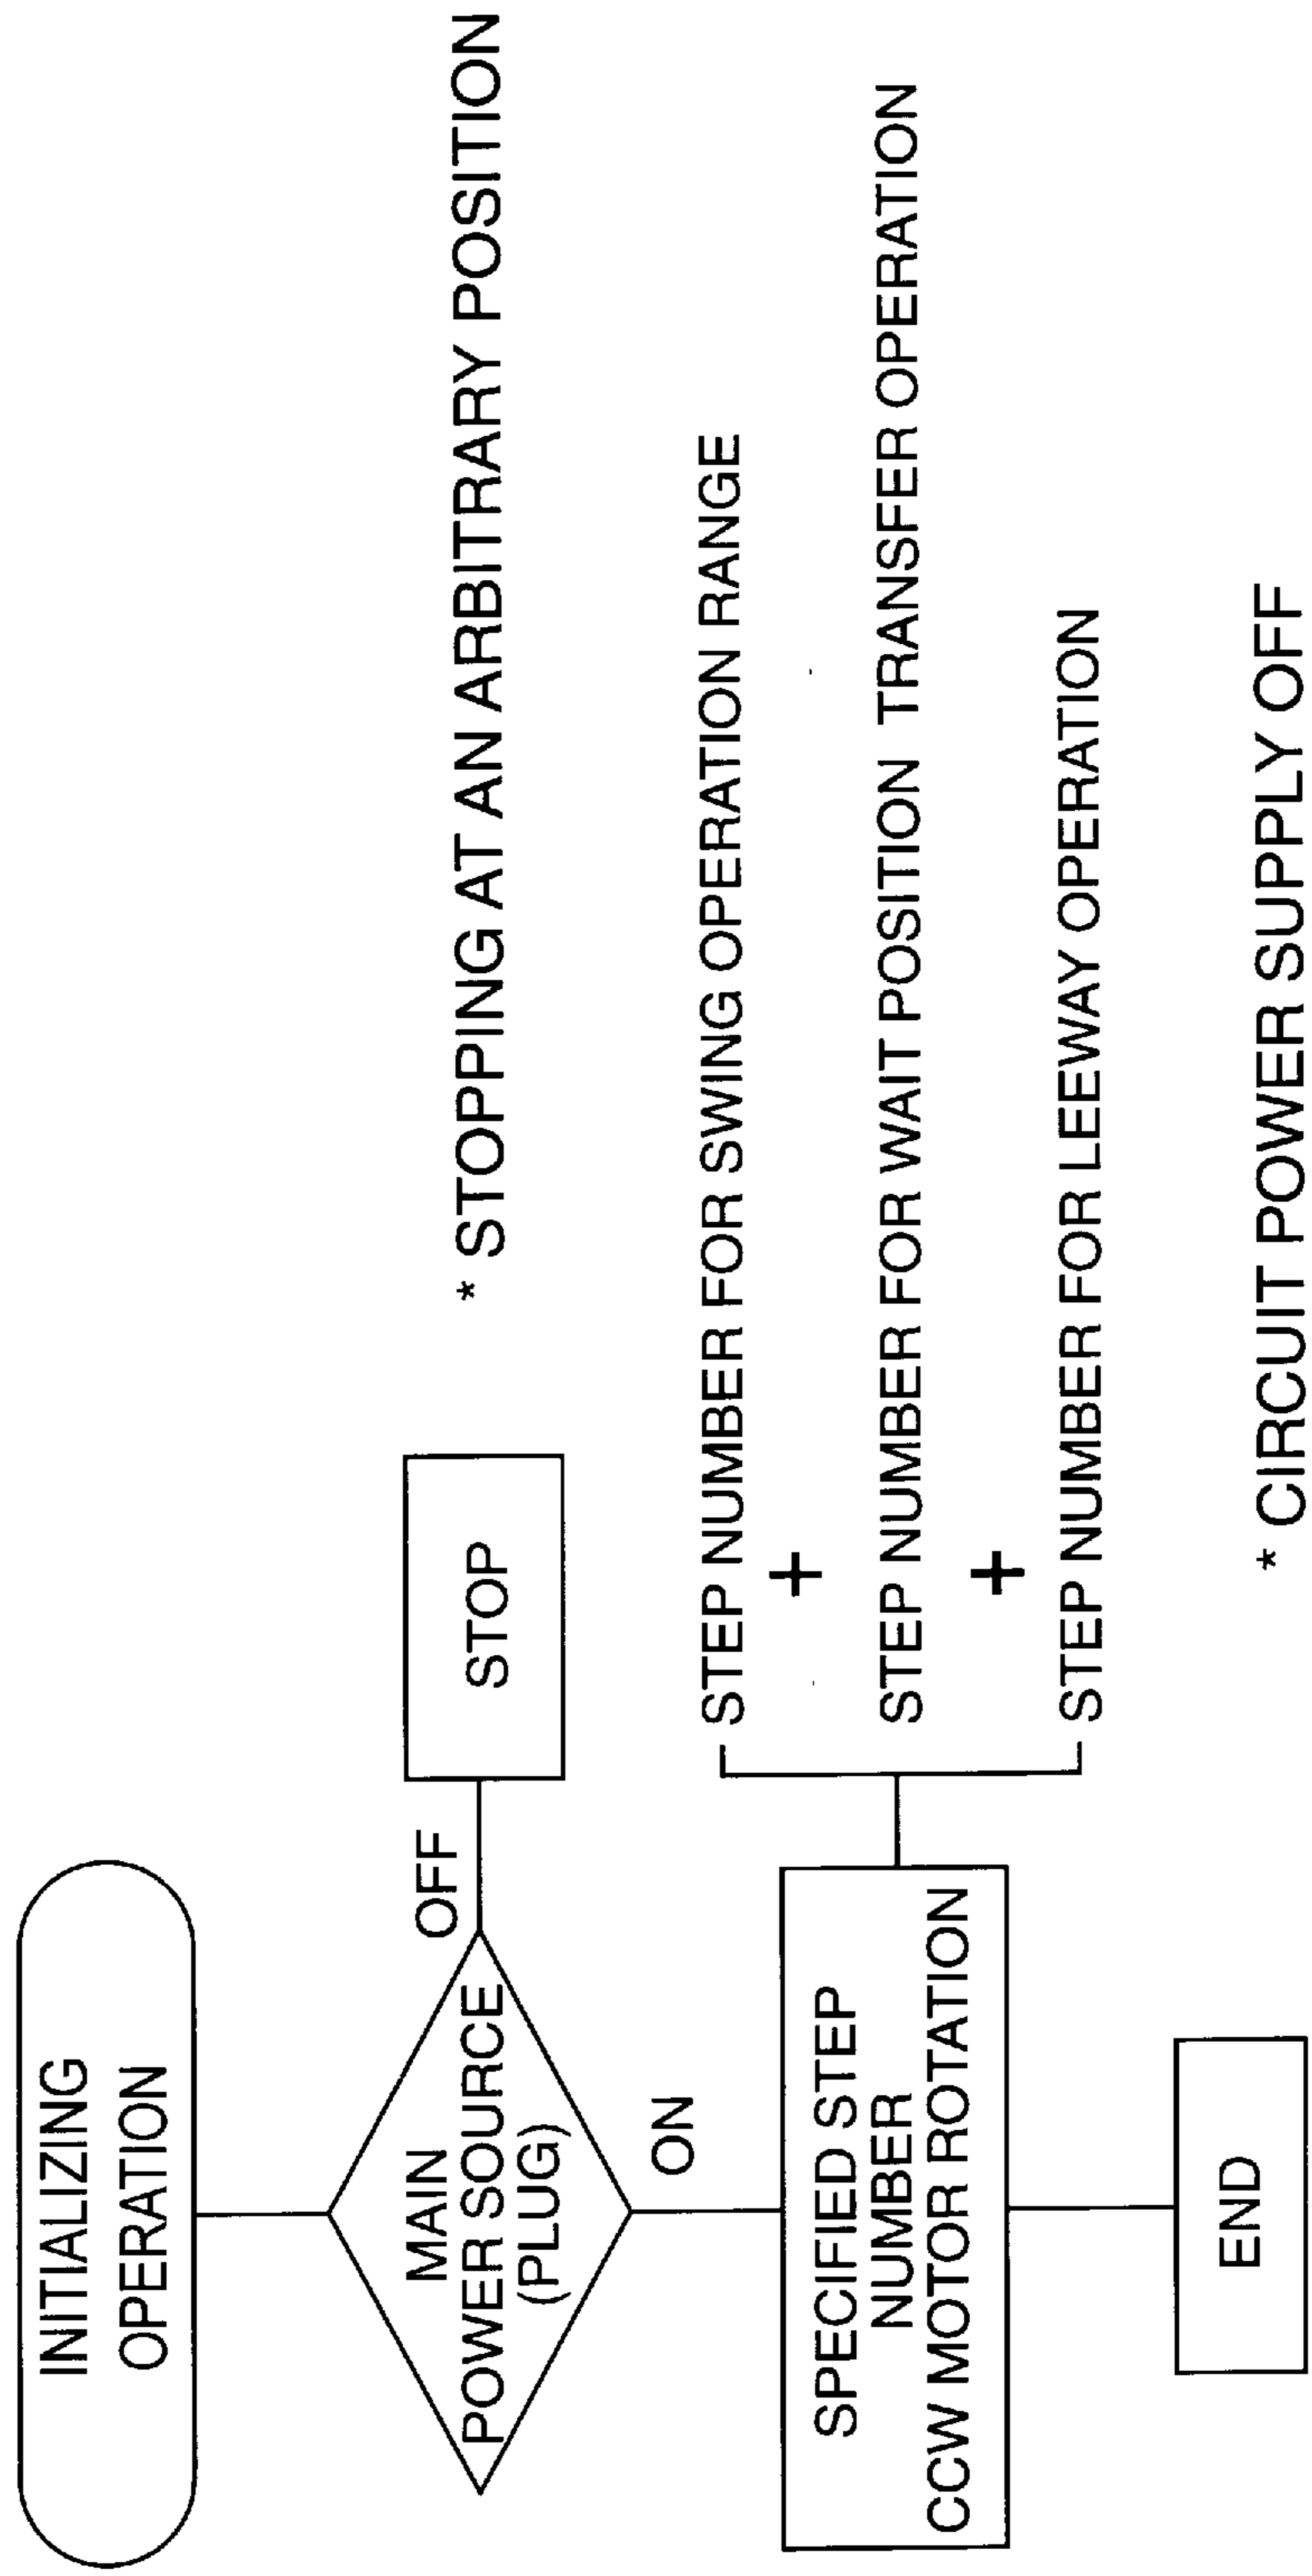 INITIALIZING
OPERATION
MAIN
POWER SOURCE
(PLUG)
OFF
STOP
* STOPPING AT AN ARBITRARY POSITION
ON
SPECIFIED STEP
NUMBER
CCW MOTOR ROTATION
STEP NUMBER FOR SWING OPERATION RANGE
+
STEP NUMBER FOR WAIT POSITION TRANSFER OPERATION
+
STEP NUMBER FOR LEEWAY OPERATION
END
* CIRCUIT POWER SUPPLY OFF